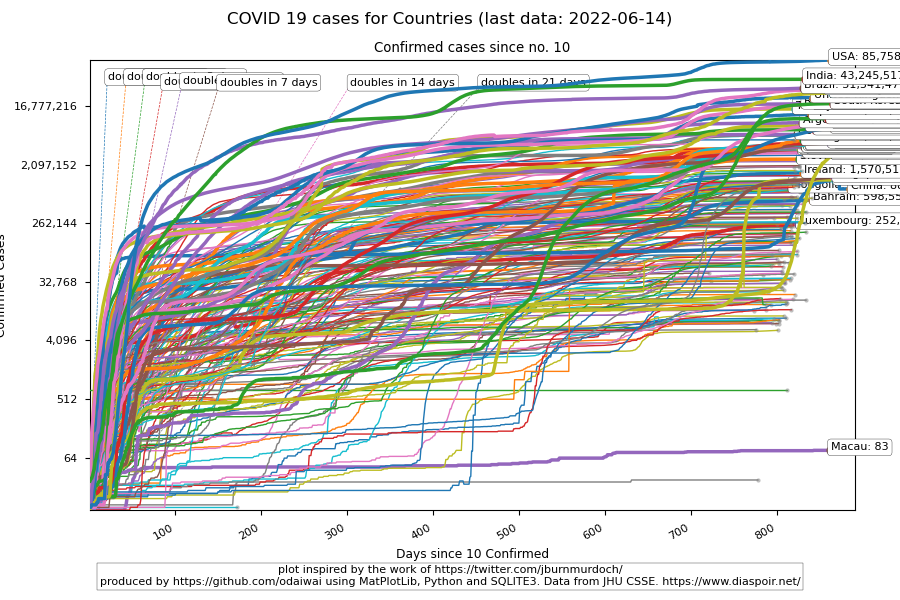 COVID 19 cases for Countries (last data: 2022-06-14)
Confirmed cases since no. 10
USA: 85,758
India: 43,245,517
doubles in 7 days
doubles in 14 days
doubles in 21 days
16,777,216
2,097,152
262,144
32,768
4,096
512
64
Ireland: 1,570,51
China:
Bahrain: 598,55
Luxembourg: 252,
Macau: 83
Confirmed Cases
100
200
300
400
500
600
700
800
Days since 10 Confirmed
plot inspired by the work of https://twitter.com/jburnmurdoch/
produced by https://github.com/odaiwai using MatPlotLib, Python and SQLITE3. Data from JHU CSSE. https://www.diaspoir.net/